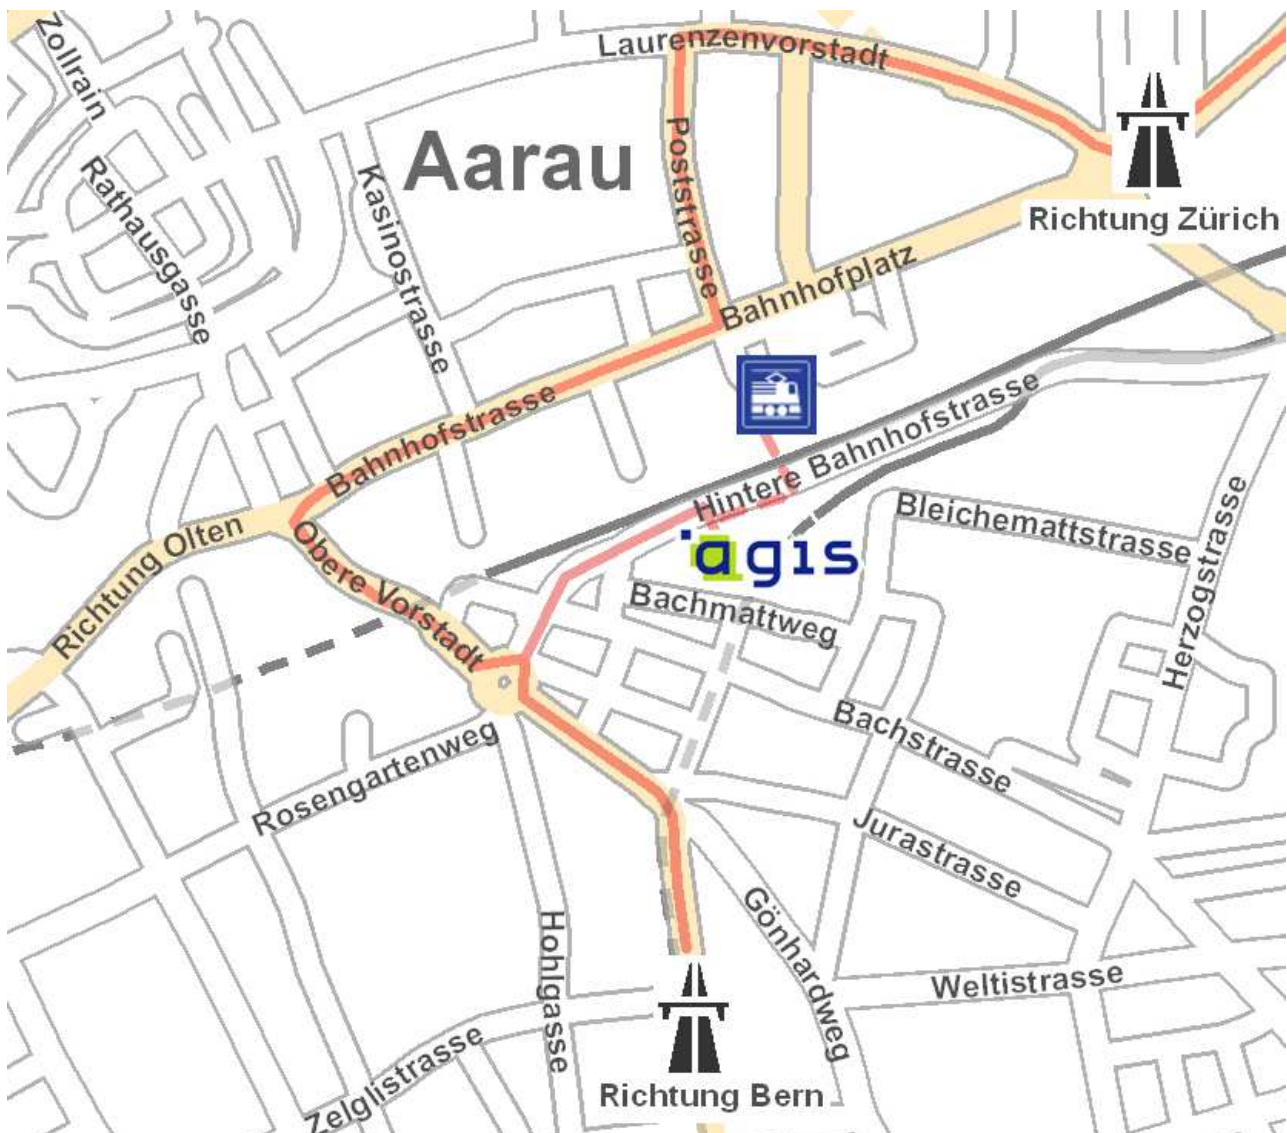 Zollrain
Laurenzenvorstadt
Aarau
Poststrasse
Rathausgasse
Kasinostrasse
Richtung Zürich
Bahnhofplatz
Bahnhofstrasse
Hintere Bahnhofstrasse
Richtung Olten
Obere Vorstadt
agis
Bleichemattstrasse
Herzogstrasse
Bachmattweg
Bachstrasse
Rosengartenweg
Jurastrasse
Gönhardweg
Hohlgasse
Weltistrasse
Zelglistrasse
Richtung Bern